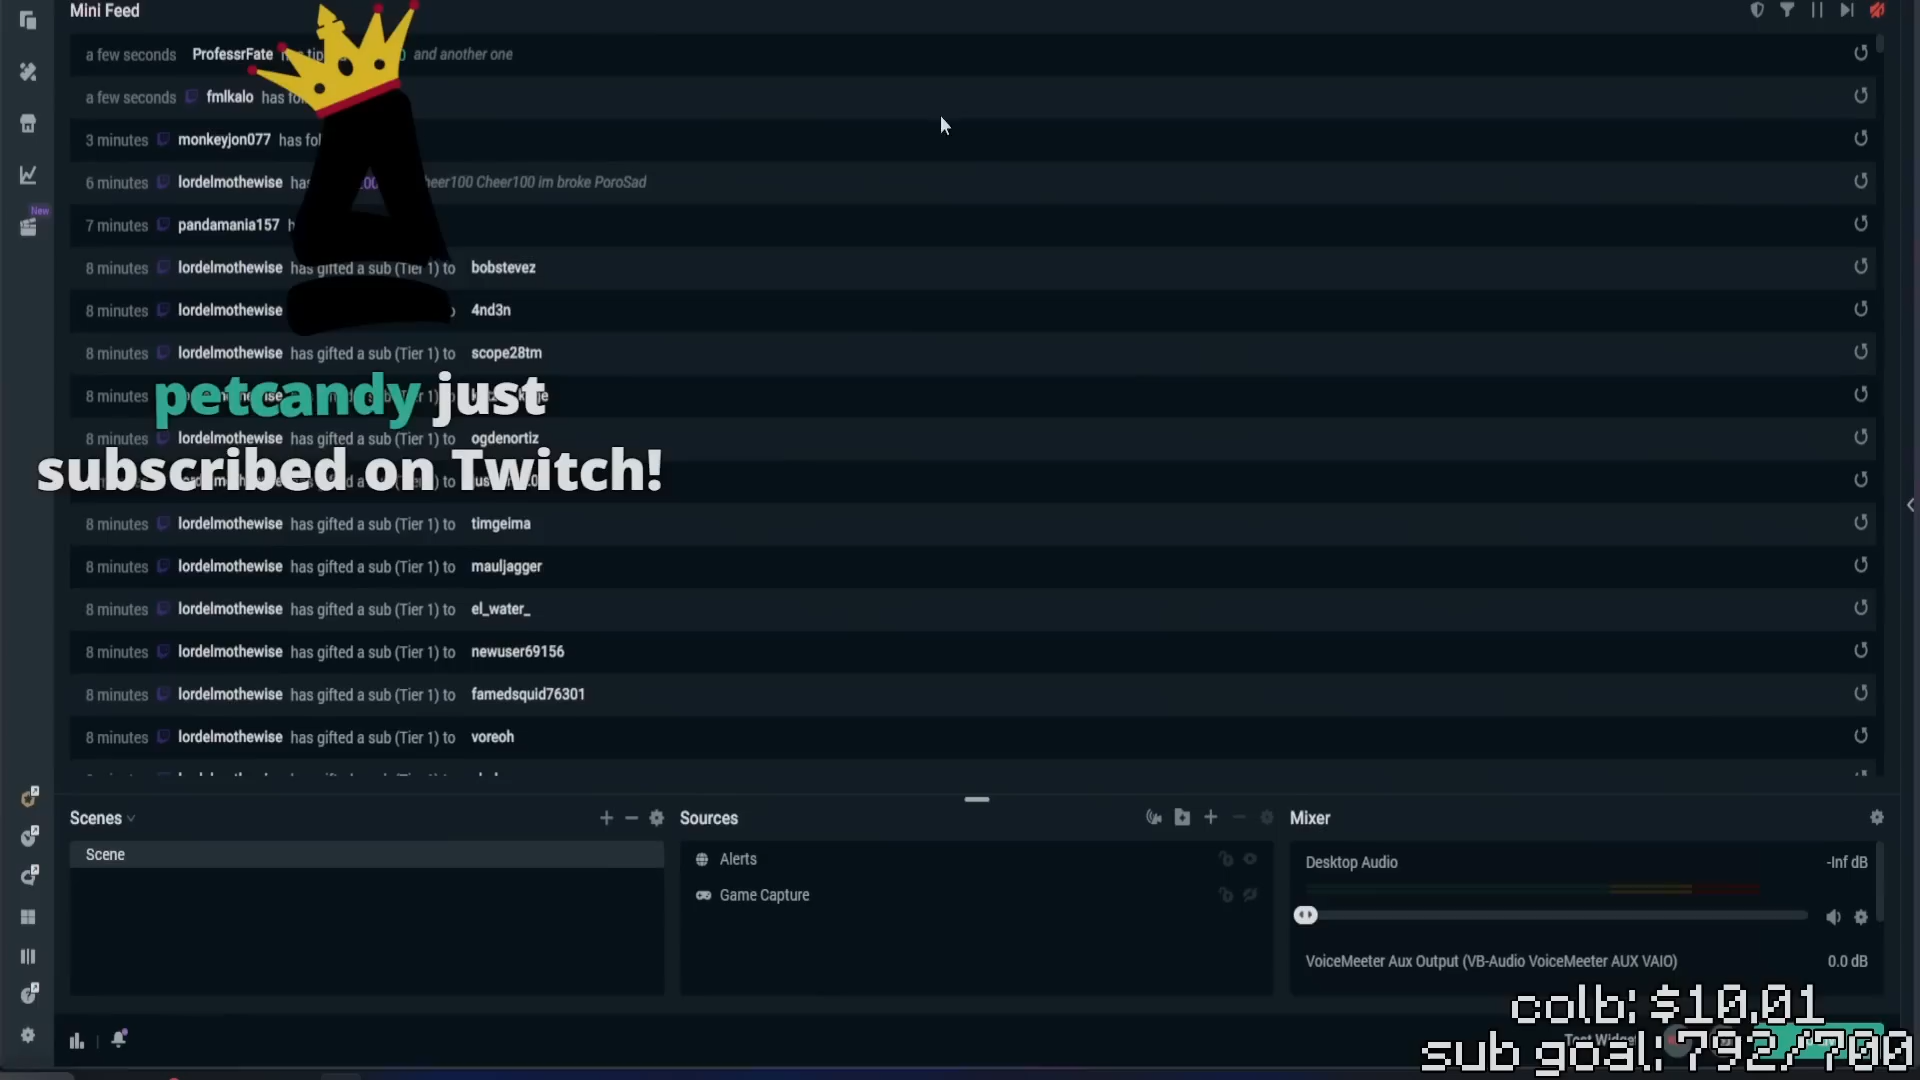 Mini Feed
a few seconds ProfessrFate and another one
a few seconds fmlkalo has
3 minutes monkeyjon077 has
6 minutes lordelmothewise Cheer100 im broke PoroSad
7 minutes pandamania157
8 minutes lordelmothewise has gifted a sub (Tier 1) to bobstevez
8 minutes lordelmothewise 4nd3n
8 minutes lordelmothewise has gifted a sub (Tier 1) to scope28tm
8 minutes
petcandy just
8 minutes lordelmothewise has gifted a sub (Tier 1) to ogdenortiz
subscribed on Twitch!
8 minutes lordelmothewise has gifted a sub (Tier 1) to timgeima
8 minutes lordelmothewise has gifted a sub (Tier 1) to mauljagger
8 minutes lordelmothewise has gifted a sub (Tier 1) to el_water_
8 minutes lordelmothewise has gifted a sub (Tier 1) to newuser69156
8 minutes lordelmothewise has gifted a sub (Tier 1) to famedsquid76301
8 minutes lordelmothewise has gifted a sub (Tier 1) to voreoh
New
Scenes
Scene
Sources
Alerts
Game Capture
Mixer
Desktop Audio -Inf dB
VoiceMeeter Aux Output (VB-Audio VoiceMeeter AUX VAIO) 0.0 dB
colb: $10.01
sub goal: 792/700